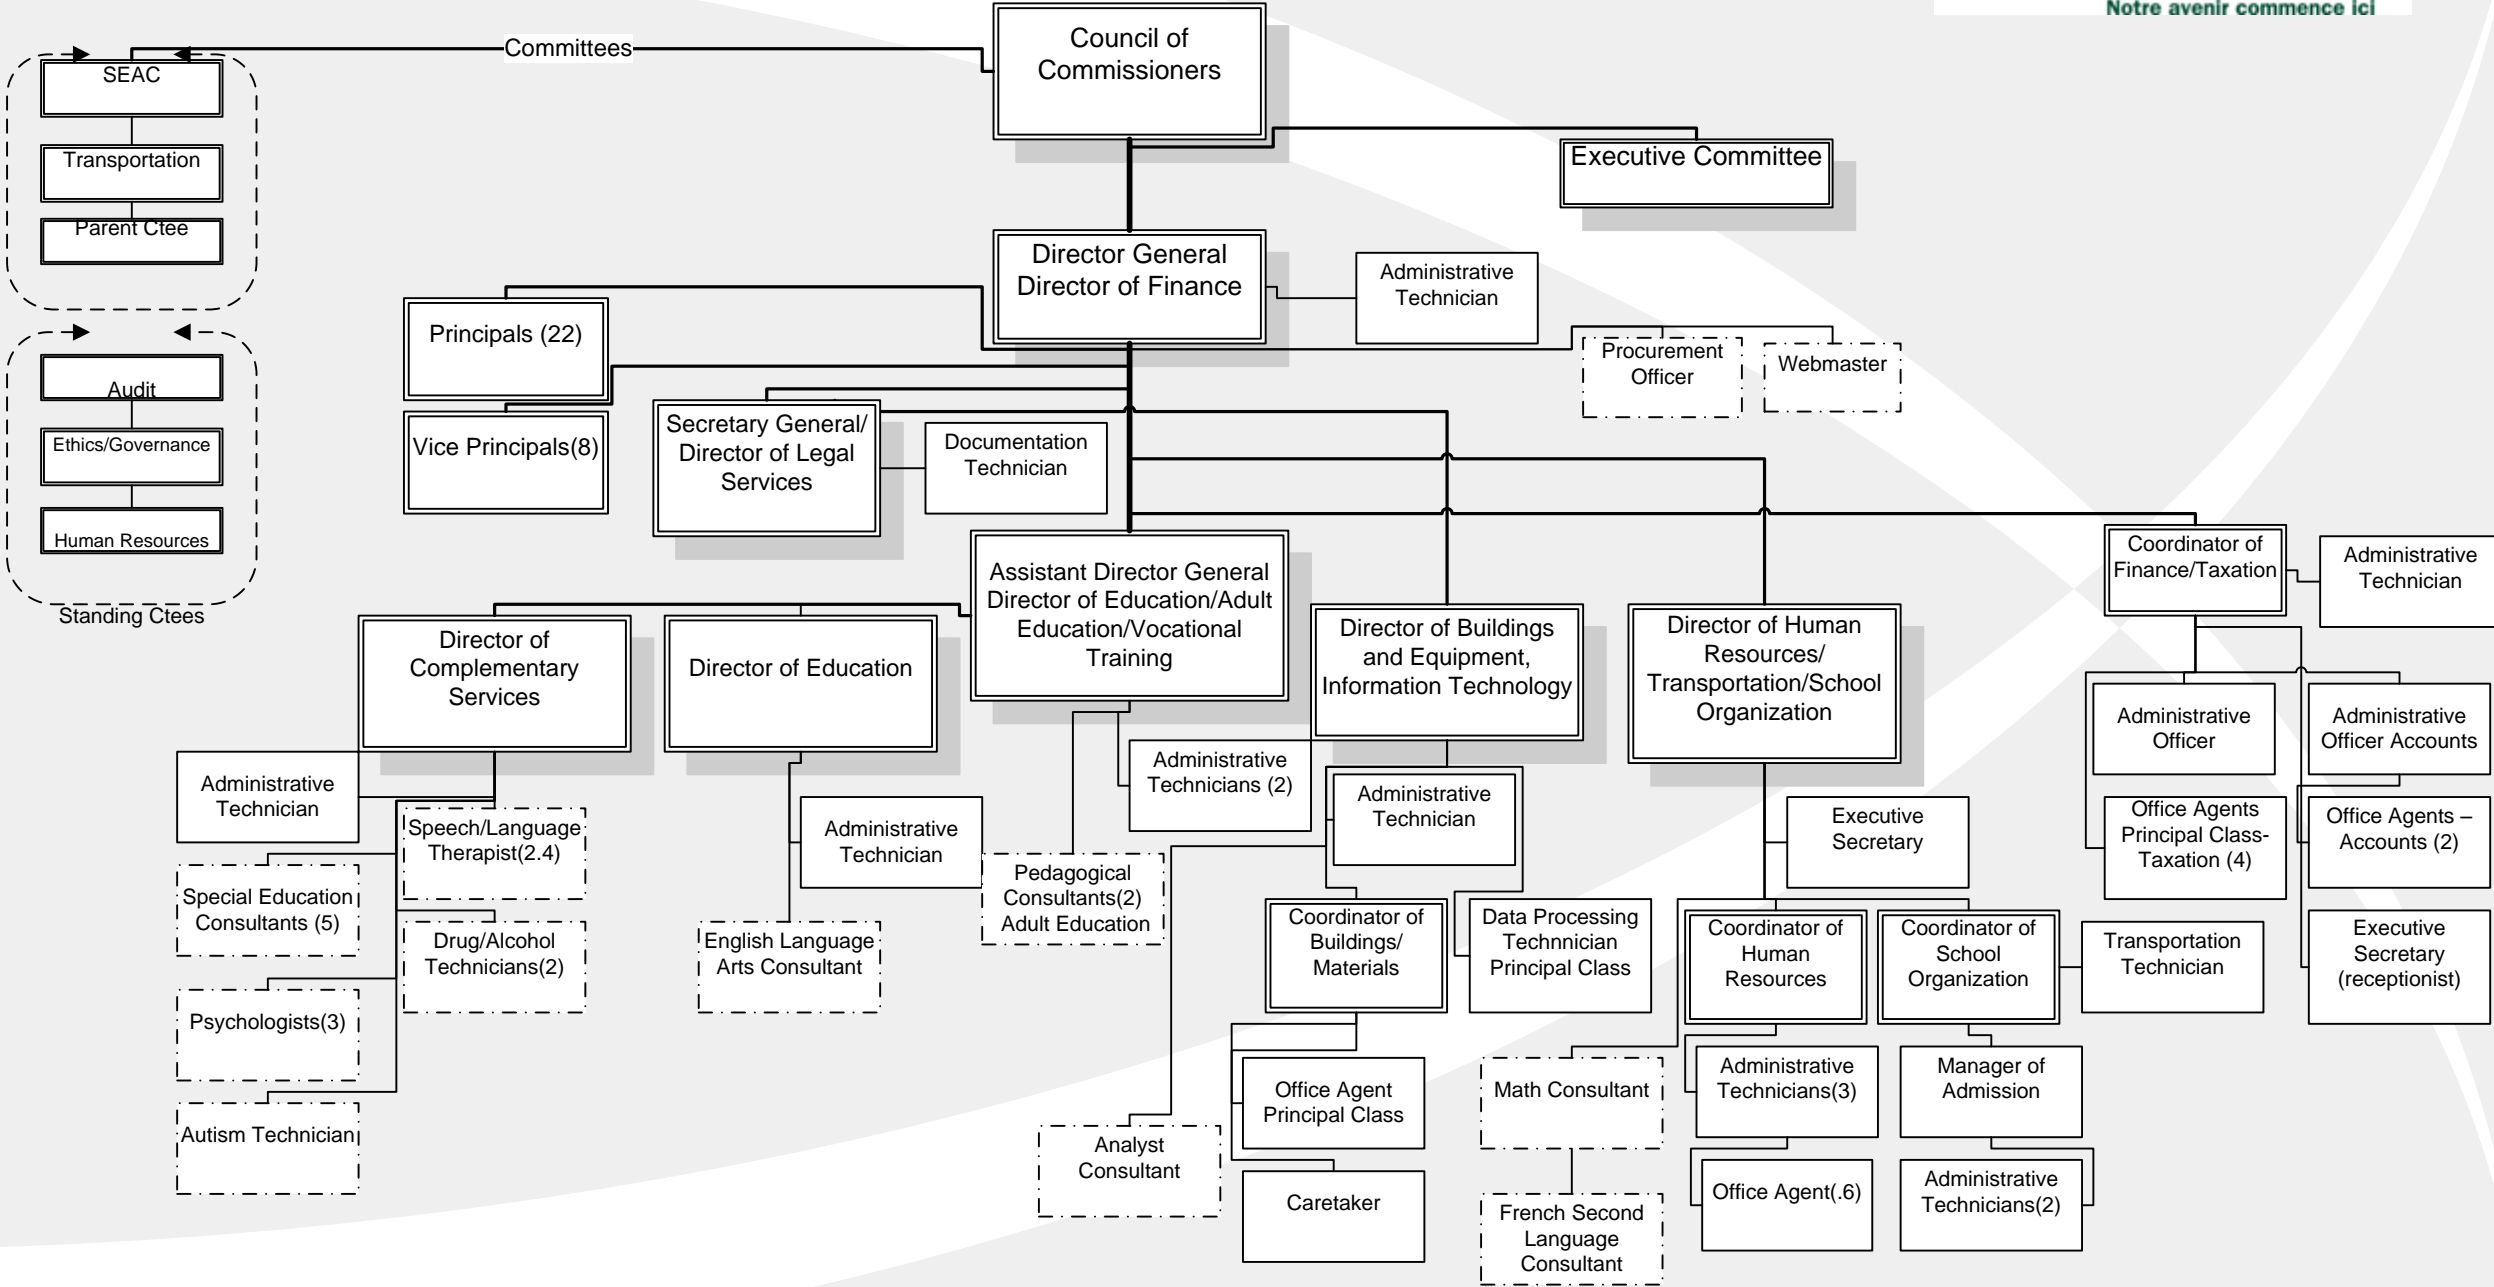 Notre avenir commence ici
Council of
Commissioners
Committees
SEAC
Transportation
Parent Ctee
Executive Committee
Director General
Director of Finance
Administrative
Technician
Principals (22)
Procurement
Officer
Webmaster
Audit
Ethics/Governance
Human Resources
Standing Ctees
Vice Principals(8)
Secretary General/
Director of Legal
Services
Documentation
Technician
Assistant Director General
Director of Education/Adult
Education/Vocational
Training
Coordinator of
Finance/Taxation
Administrative
Technician
Director of
Complementary
Services
Director of Education
Director of Buildings
and Equipment,
Information Technology
Director of Human
Resources/
Transportation/School
Organization
Administrative
Officer
Administrative
Officer Accounts
Administrative
Technician
Speech/Language
Therapist(2.4)
Administrative
Technician
Administrative
Technicians (2)
Administrative
Technician
Executive
Secretary
Office Agents
Principal Class-
Taxation (4)
Office Agents –
Accounts (2)
Special Education
Consultants (5)
Drug/Alcohol
Technicians(2)
English Language
Arts Consultant
Pedagogical
Consultants(2)
Adult Education
Coordinator of
Buildings/
Materials
Data Processing
Technnician
Principal Class
Coordinator of
Human
Resources
Coordinator of
School
Organization
Transportation
Technician
Executive
Secretary
(receptionist)
Psychologists(3)
Autism Technician
Analyst
Consultant
Office Agent
Principal Class
Caretaker
Math Consultant
French Second
Language
Consultant
Administrative
Technicians(3)
Office Agent(.6)
Manager of
Admission
Administrative
Technicians(2)